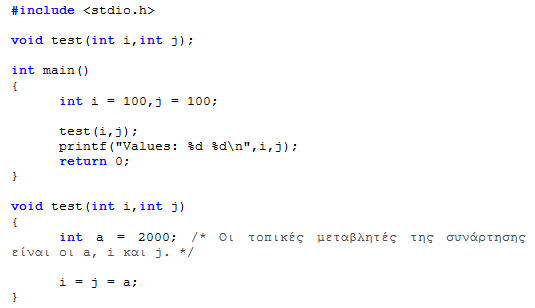 #include <stdio.h>
void test(int i,int j);
int main()
{
int i = 100,j = 100;
test(i,j);
printf("Values: %d %d\n",i,j);
return 0;
}
void test(int i,int j)
{
int a = 2000; /* Οι τοπικές μεταβλητές της συνάρτησης
είναι οι a, i και j. */
i = j = a;
}